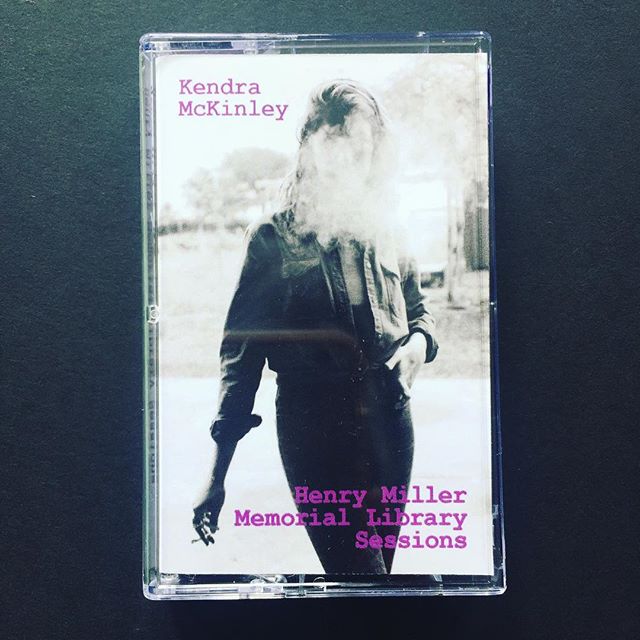 Kendra
McKinley
Henry Miller
Memorial Library
Sessions